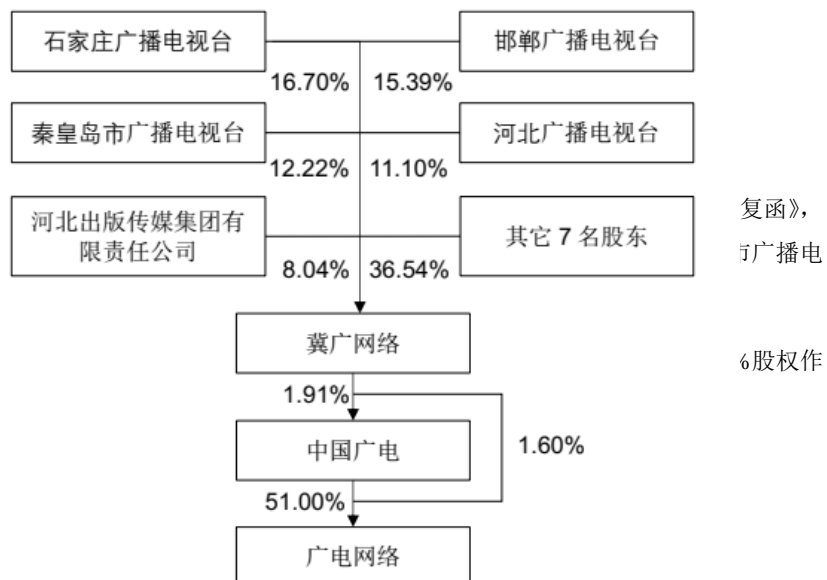 石家庄广播电视台
邯郸广播电视台
16.70%
15.39%
秦皇岛市广播电视台
河北广播电视台
12.22%
11.10%
河北出版传媒集团有
限责任公司
其它 7 名股东
复函》，
市广播电
8.04%
36.54%
冀广网络
%股权作
1.91%
中国广电
1.60%
51.00%
广电网络